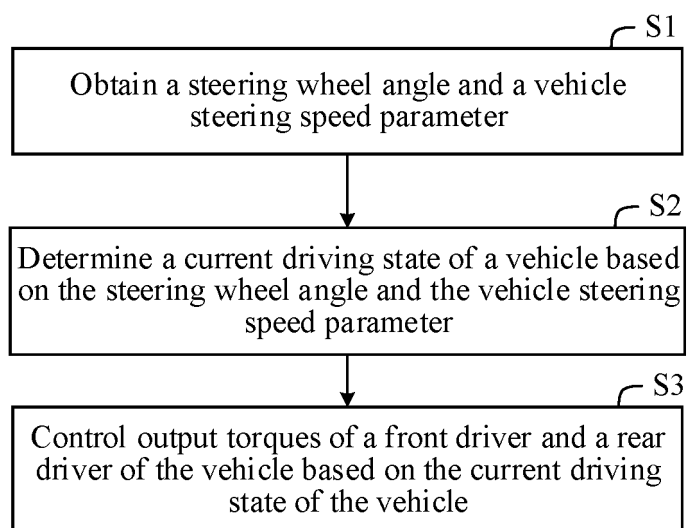 S1
Obtain a steering wheel angle and a vehicle
steering speed parameter
S2
Determine a current driving state of a vehicle based
on the steering wheel angle and the vehicle steering
speed parameter
S3
Control output torques of a front driver and a rear
driver of the vehicle based on the current driving
state of the vehicle